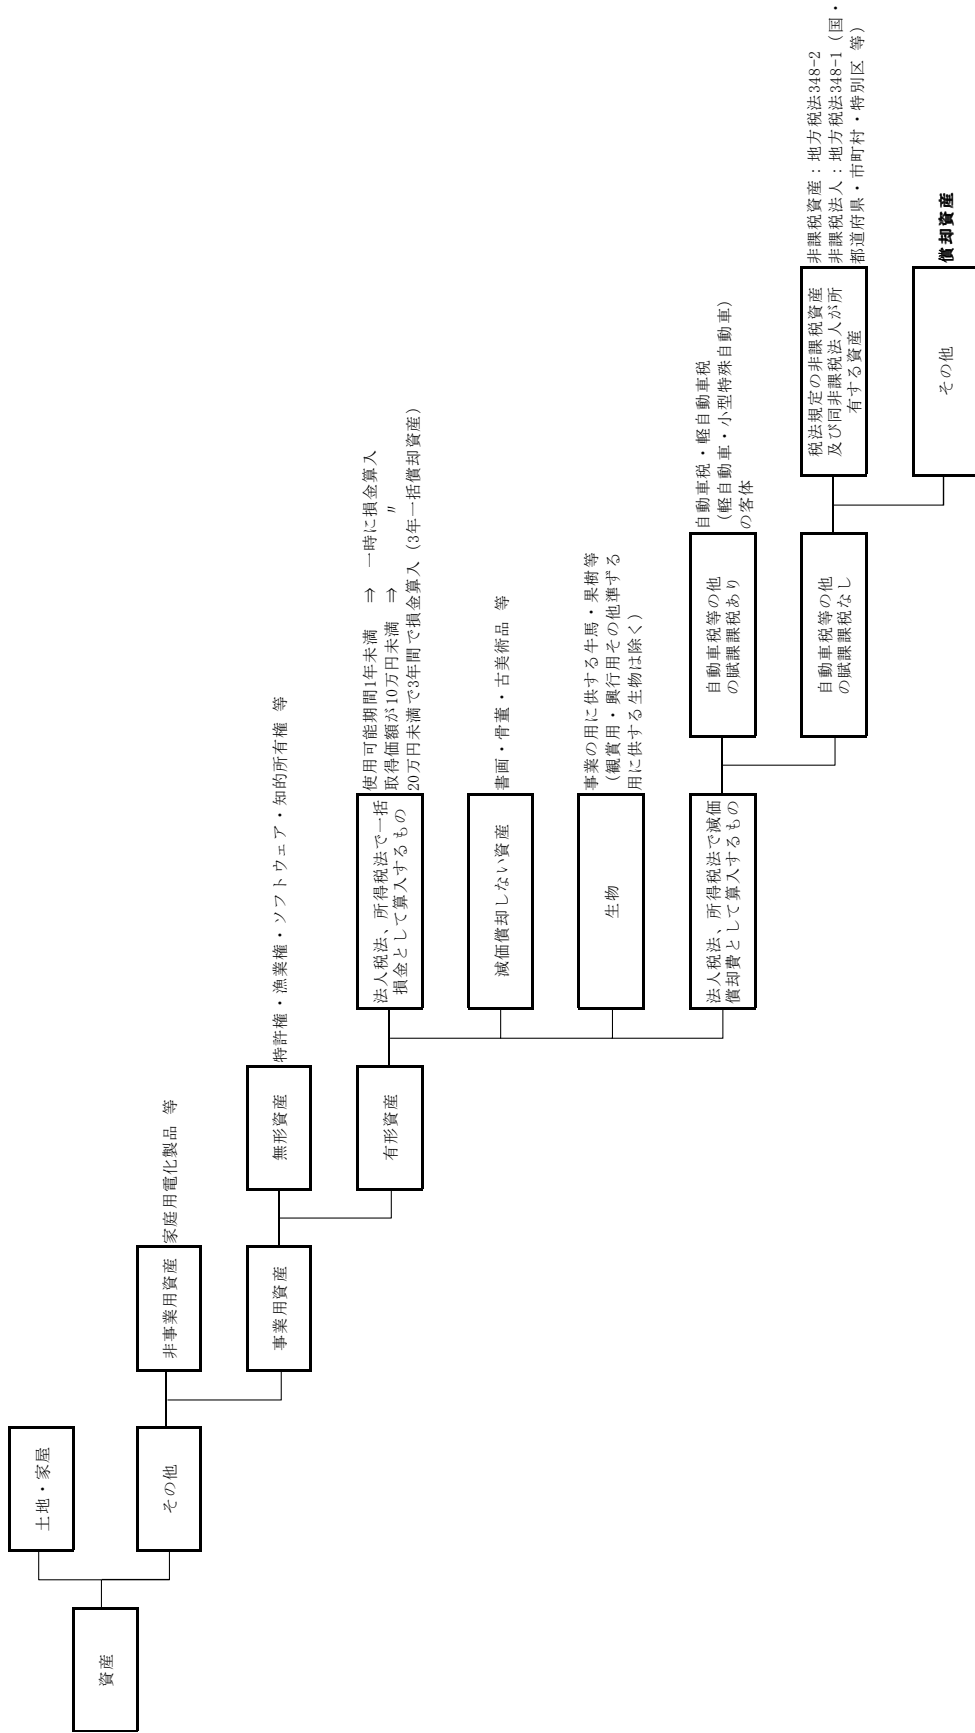 資産
土地・家屋
その他
非事業用資産
家庭用電化製品 等
事業用資産
無形資産
特許権・漁業権・ソフトウェア・知的所有権 等
有形資産
法人税法、所得税法で一括
損金として算入するもの
使用可能期間1年未満 ⇒ 一時に損金算入
取得価額が10万円未満 ⇒ 〃
20万円未満で3年間で損金算入（3年一括償却資産）
減価償却しない資産
書画・骨董・古美術品 等
生物
事業の用に供する牛馬・果樹等
（観賞用・興行用その他準ずる
用に供する生物は除く）
法人税法、所得税法で減価
償却費として算入するもの
自動車税等の他
の賦課課税あり
自動車税・軽自動車税
（軽自動車・小型特殊自動車）
の客体
自動車税等の他
の賦課課税なし
税法規定の非課税資産
及び同非課税法人が所
有する資産
非課税資産：地方税法348-2
非課税法人：地方税法348-1（国・
都道府県・市町村・特別区 等）
その他
償却資産